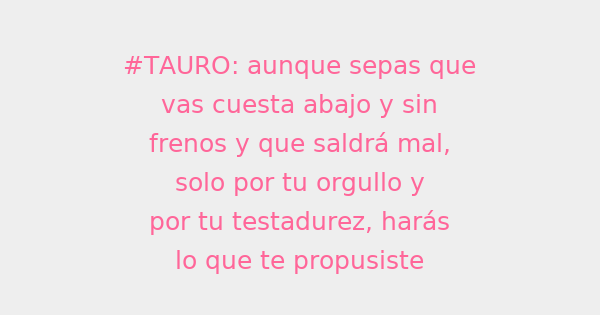 #TAURO: aunque sepas que
vas cuesta abajo y sin
frenos y que saldrá mal,
solo por tu orgullo y
por tu testadurez, harás
lo que te propusiste